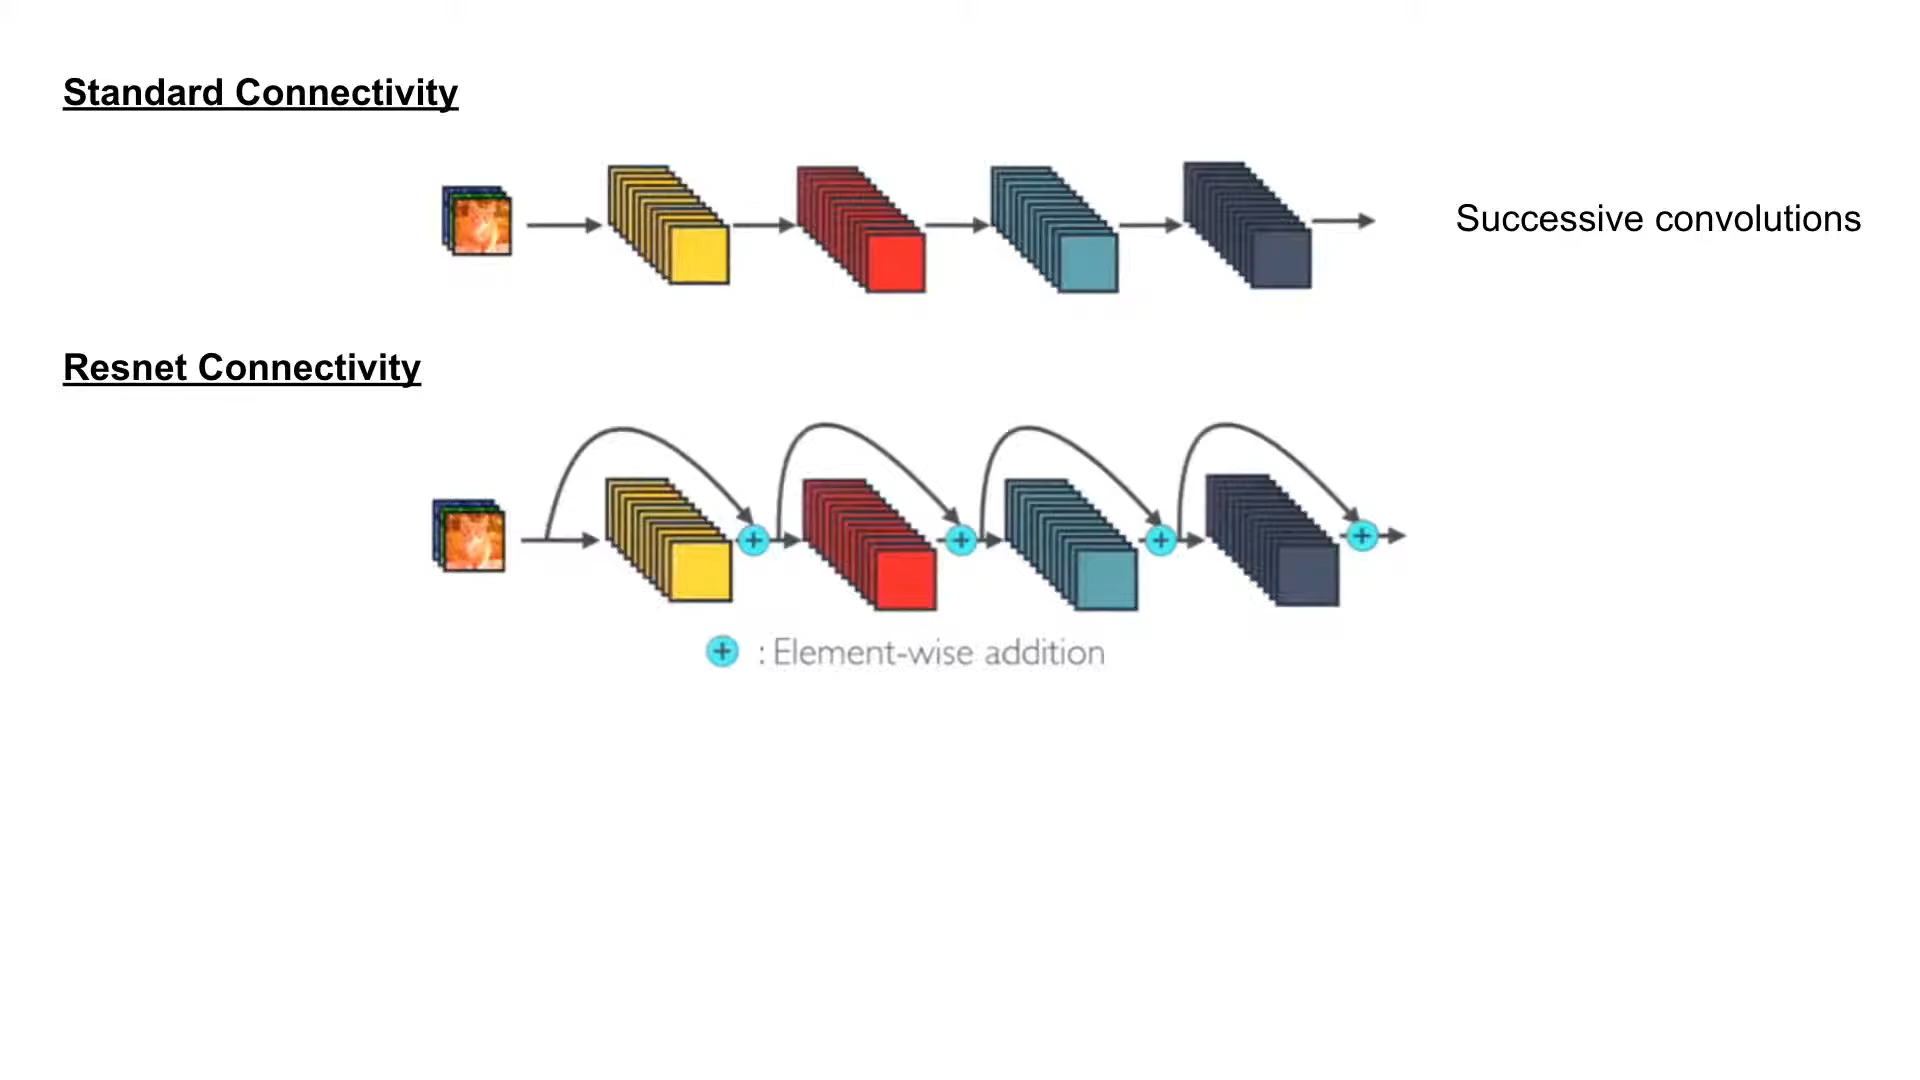 Standard Connectivity
Successive convolutions
Resnet Connectivity
+ + + +
+ : Element-wise addition